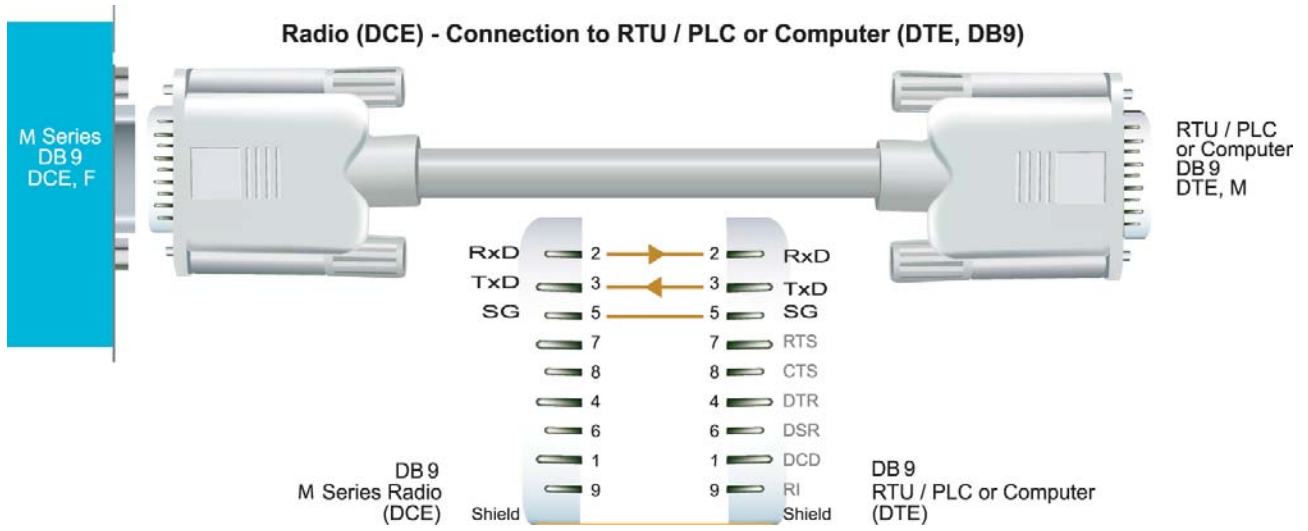 Radio (DCE) - Connection to RTU / PLC or Computer (DTE, DB9)
M Series
DB 9
DCE, F
RTU / PLC
or Computer
DB 9
DTE, M
RxD 2 2 RxD
TxD 3 3 TxD
SG 5 5 SG
7 7 RTS
8 8 CTS
4 4 DTR
6 6 DSR
1 1 DCD
9 9 RI
Shield Shield
DB 9
M Series Radio
(DCE)
DB 9
RTU / PLC or Computer
(DTE)